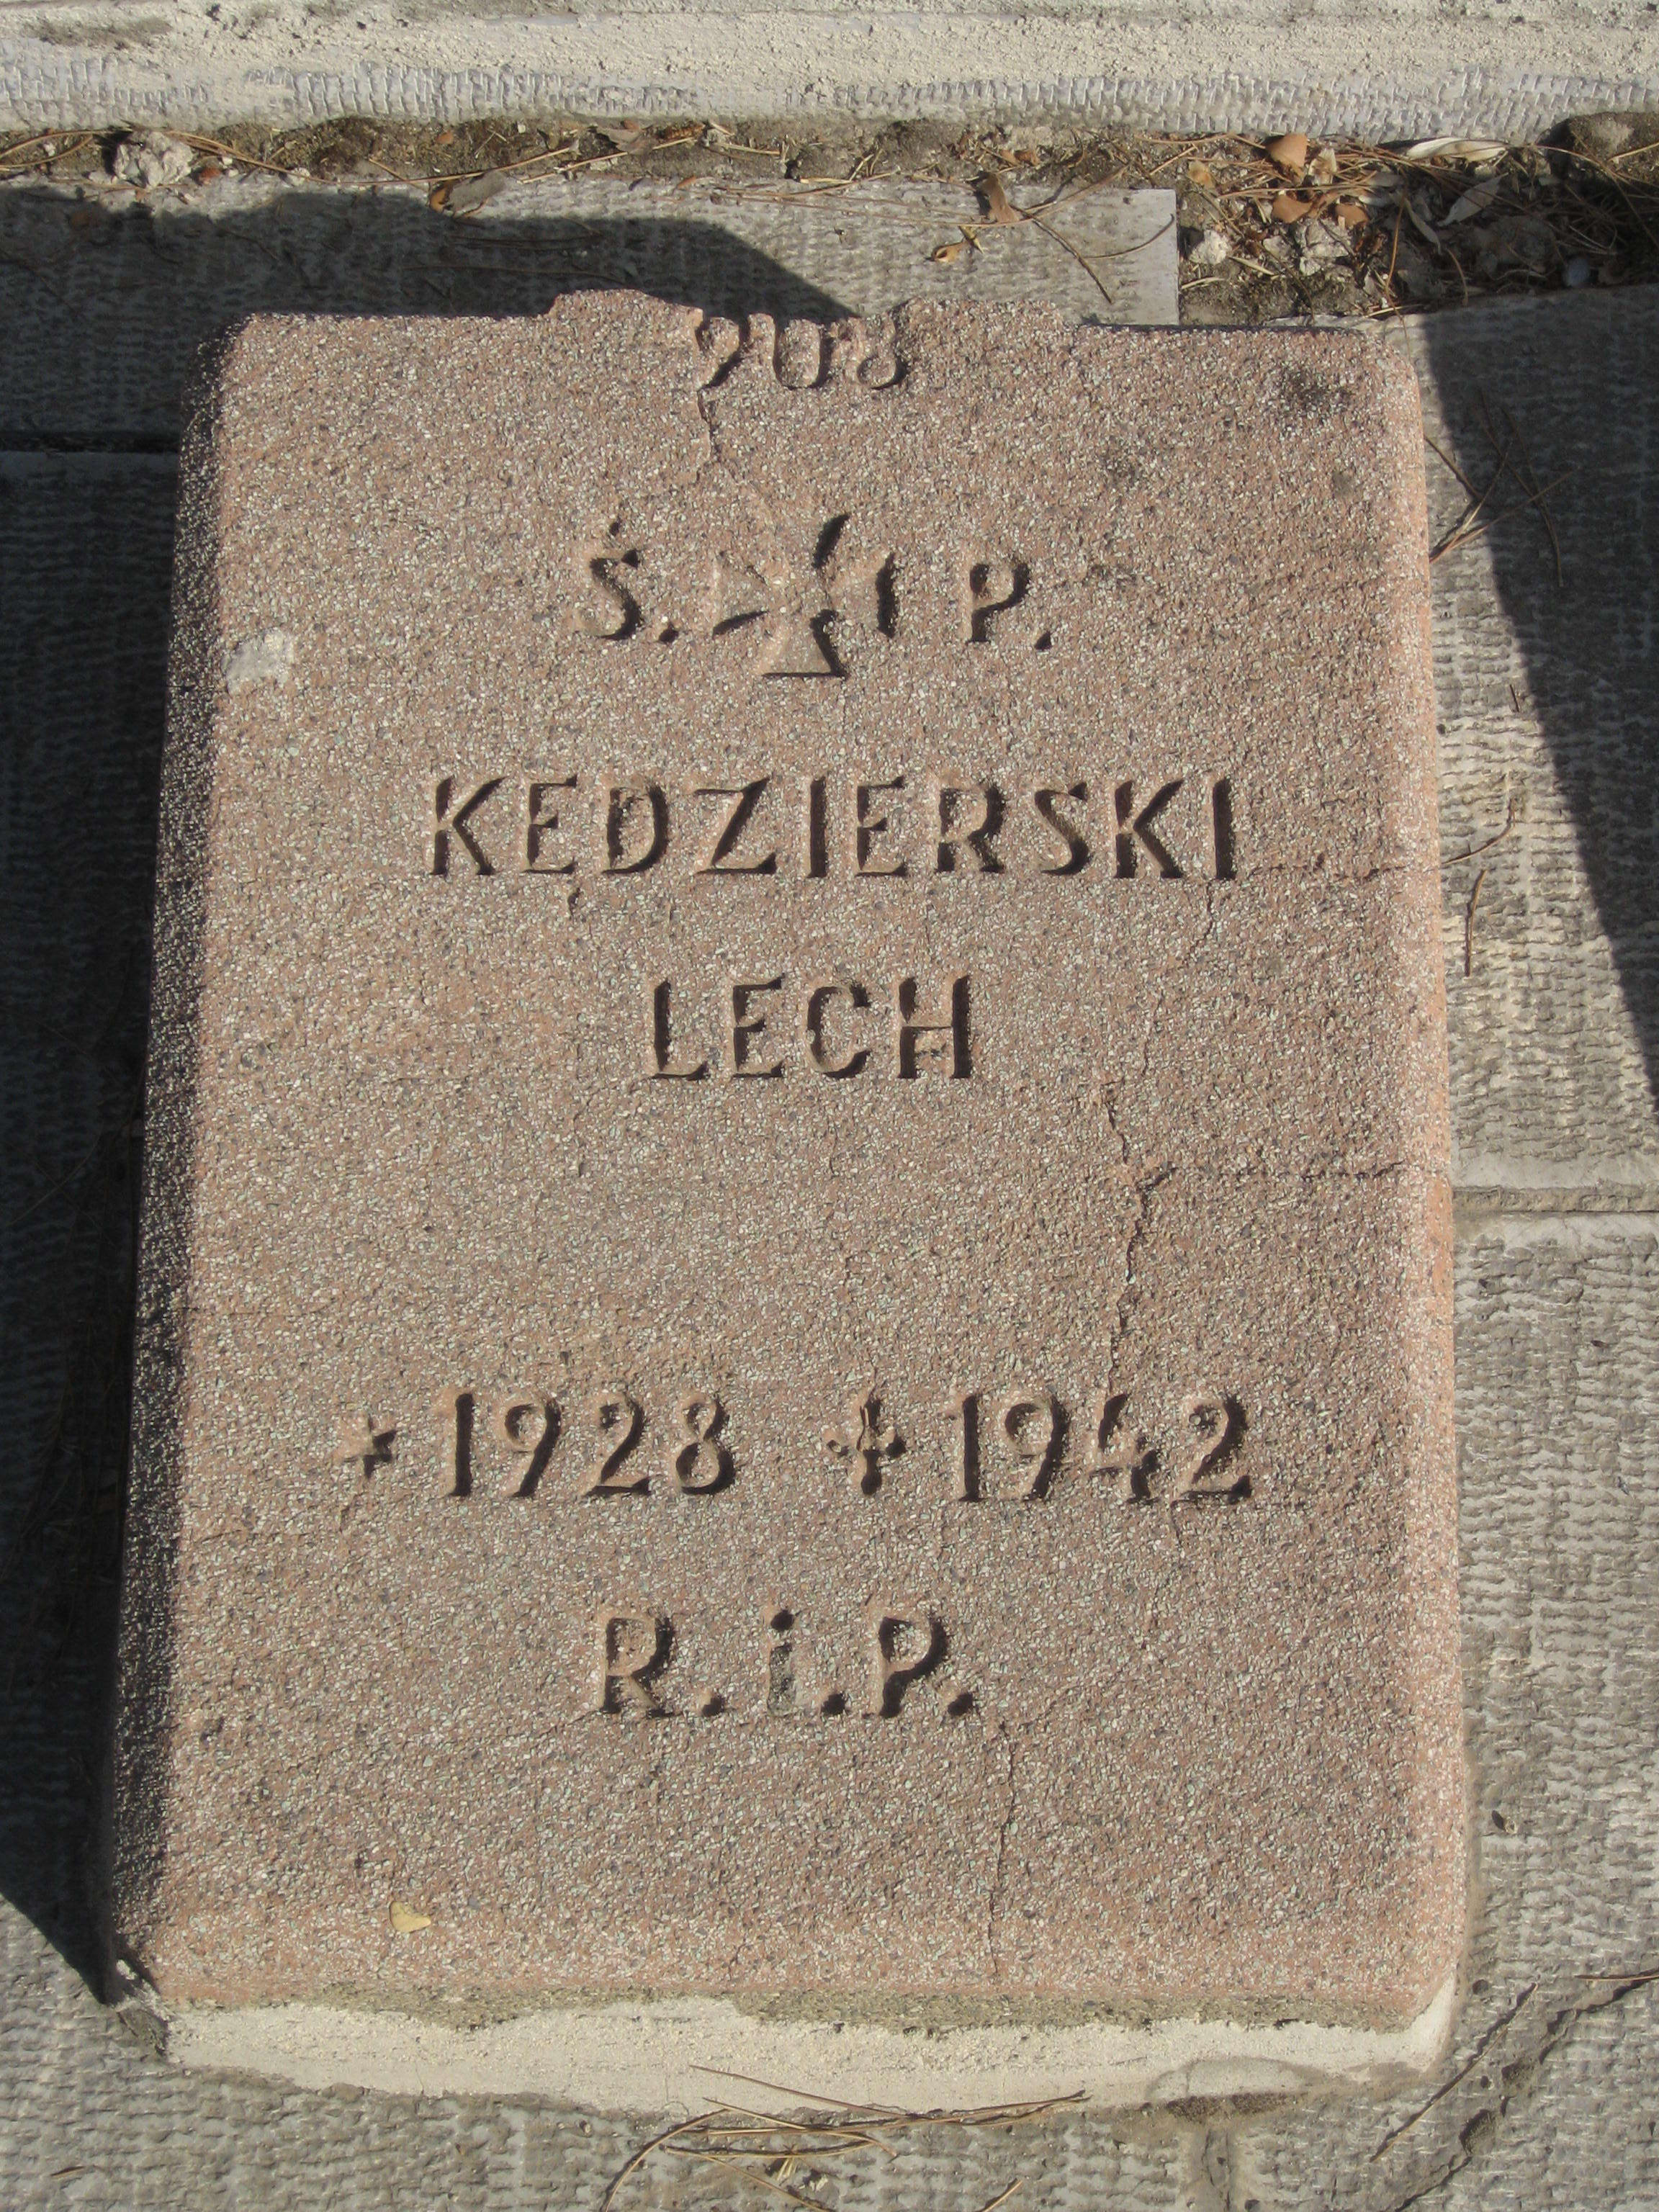 908
Ś. P.
KĘDZIERSKI
LECH
* 1928 ✝ 1942
R.i.P.